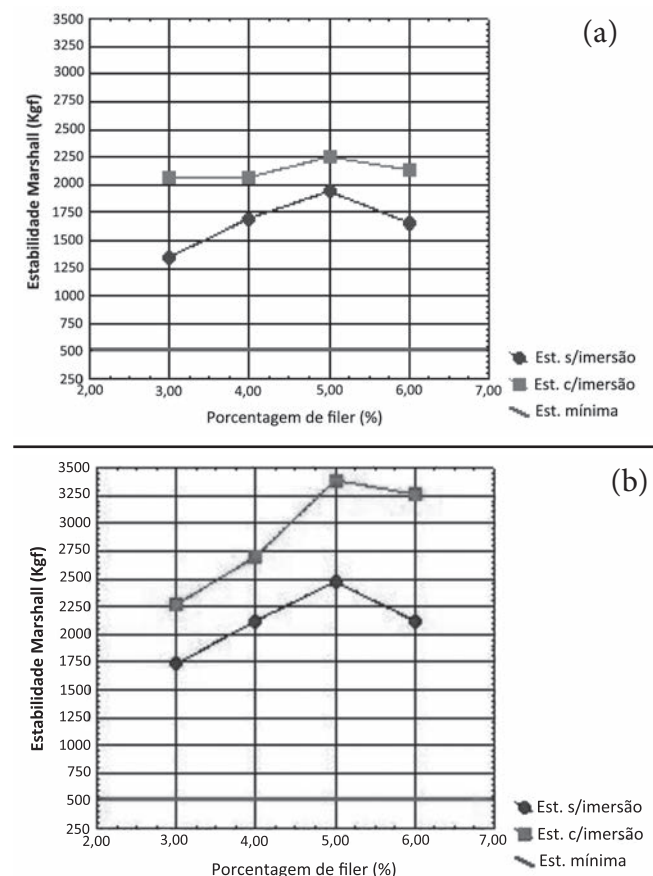 (a)
Estabilidade Marshall (Kgf)
3500
3250
3000
2750
2500
2250
2000
1750
1500
1250
1000
750
500
250
2,00 3,00 4,00 5,00 6,00 7,00
Porcentagem de filer (%)
Est. s/imersão
Est. c/imersão
Est. mínima
(b)
Estabilidade Marshall (Kgf)
3500
3250
3000
2750
2500
2250
2000
1750
1500
1250
1000
750
500
250
2,00 3,00 4,00 5,00 6,00 7,00
Porcentagem de filer (%)
Est. s/imersão
Est. c/imersão
Est. mínima